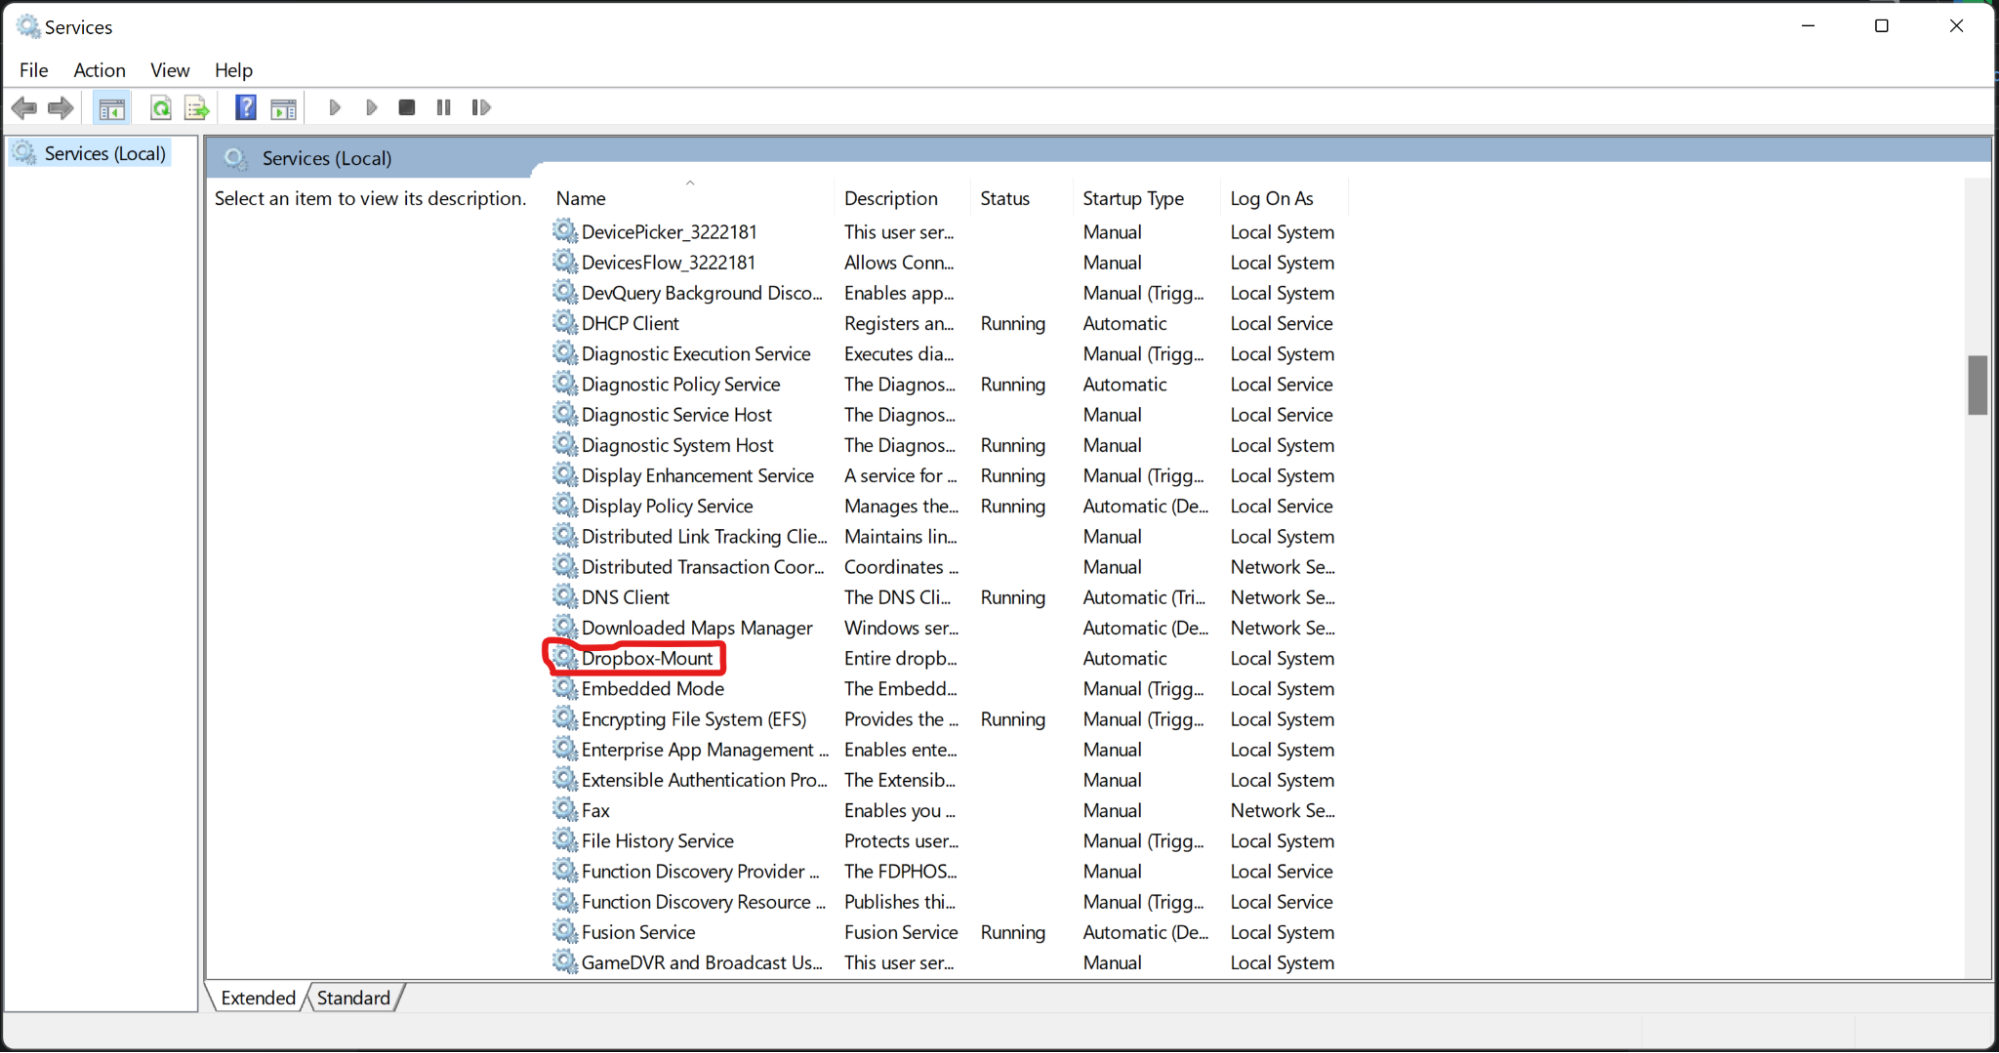 Services
File Action View Help
Services (Local)
Services (Local)
Select an item to view its description.
Name Description Status Startup Type Log On As
DevicePicker_3222181 This user ser... Manual Local System
DevicesFlow_3222181 Allows Conn... Manual Local System
DevQuery Background Disco... Enables app... Manual (Trigg... Local System
DHCP Client Registers an... Running Automatic Local Service
Diagnostic Execution Service Executes dia... Manual (Trigg... Local System
Diagnostic Policy Service The Diagnos... Running Automatic Local Service
Diagnostic Service Host The Diagnos... Manual Local Service
Diagnostic System Host The Diagnos... Running Manual Local System
Display Enhancement Service A service for ... Running Manual (Trigg... Local System
Display Policy Service Manages the... Running Automatic (De... Local Service
Distributed Link Tracking Clie... Maintains lin... Manual Local System
Distributed Transaction Coor... Coordinates ... Manual Network Se...
DNS Client The DNS Cli... Running Automatic (Tri... Network Se...
Downloaded Maps Manager Windows ser... Automatic (De... Network Se...
Dropbox-Mount Entire dropb... Automatic Local System
Embedded Mode The Embedd... Manual (Trigg... Local System
Encrypting File System (EFS) Provides the ... Running Manual (Trigg... Local System
Enterprise App Management ... Enables ente... Manual Local System
Extensible Authentication Pro... The Extensib... Manual Local System
Fax Enables you ... Manual Network Se...
File History Service Protects user... Manual (Trigg... Local System
Function Discovery Provider ... The FDPHOS... Manual Local Service
Function Discovery Resource ... Publishes thi... Manual (Trigg... Local Service
Fusion Service Fusion Service Running Automatic (De... Local System
GameDVR and Broadcast Us... This user ser... Manual Local System
Extended Standard